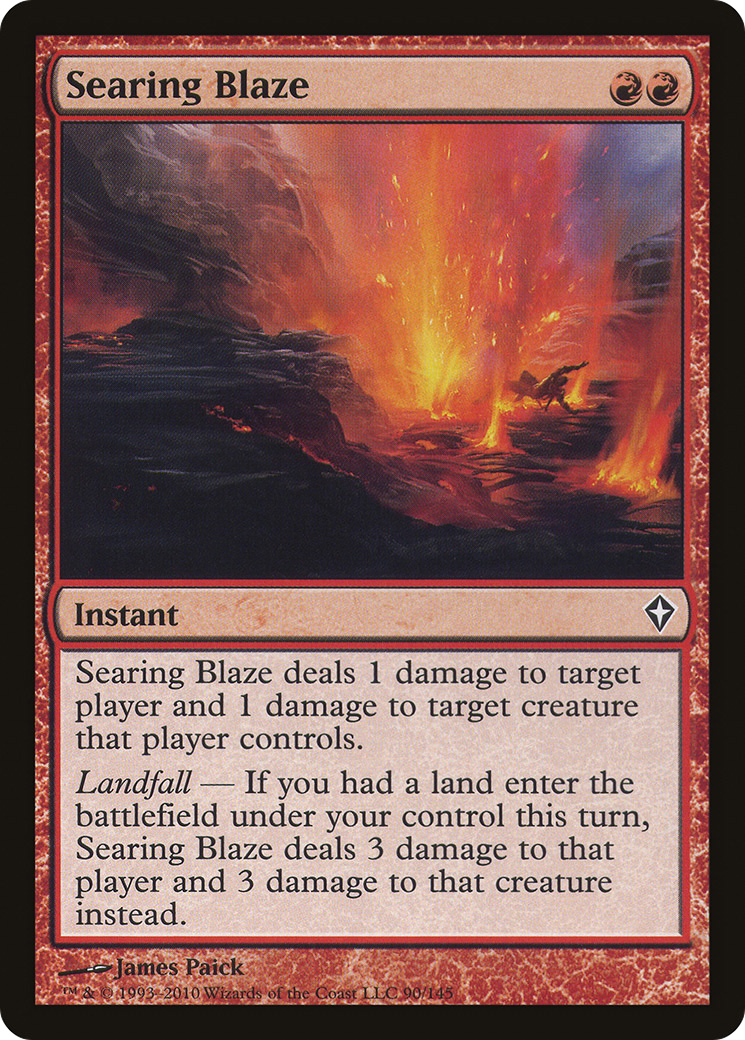 Searing Blaze
Instant
Searing Blaze deals 1 damage to target
player and 1 damage to target creature
that player controls.
Landfall — If you had a land enter the
battlefield under your control this turn,
Searing Blaze deals 3 damage to that
player and 3 damage to that creature
instead.
James Paick
™ & © 1993–2010 Wizards of the Coast LLC 90/145